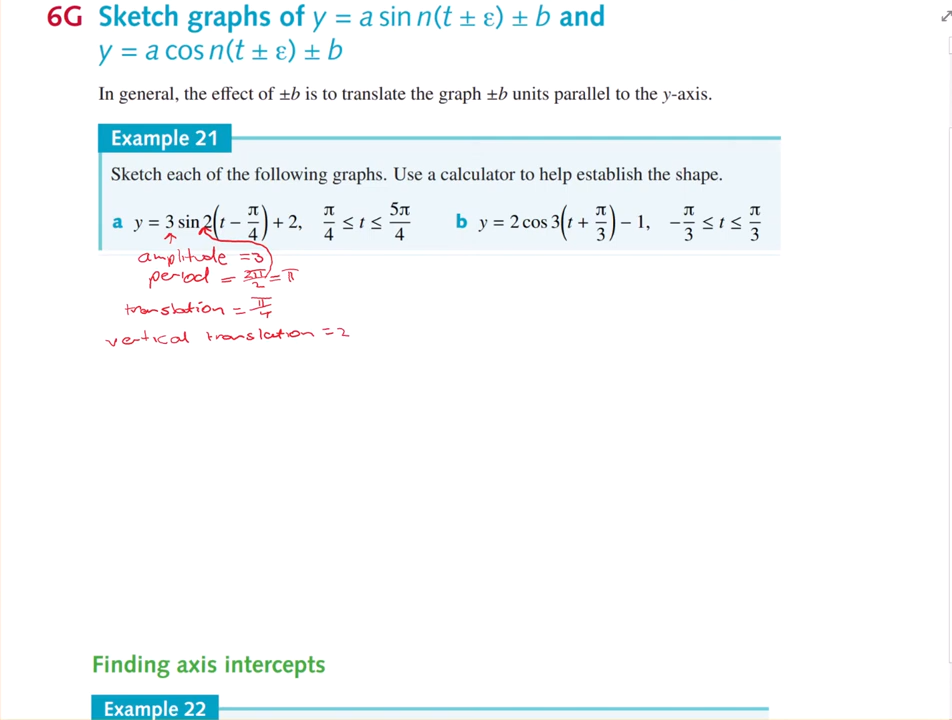 6G Sketch graphs of y = a sin n(t ± ε) ± b and
y = a cos n(t ± ε) ± b
In general, the effect of ±b is to translate the graph ±b units parallel to the y-axis.
Example 21
Sketch each of the following graphs. Use a calculator to help establish the shape.
a y = 3 sin 2(t − π/4) + 2, π/4 ≤ t ≤ 5π/4 b y = 2 cos 3(t + π/3) − 1, −π/3 ≤ t ≤ π/3
amplitude = 3
period = 2π/2 = π
translation = π/4
vertical translation = 2
Finding axis intercepts
Example 22